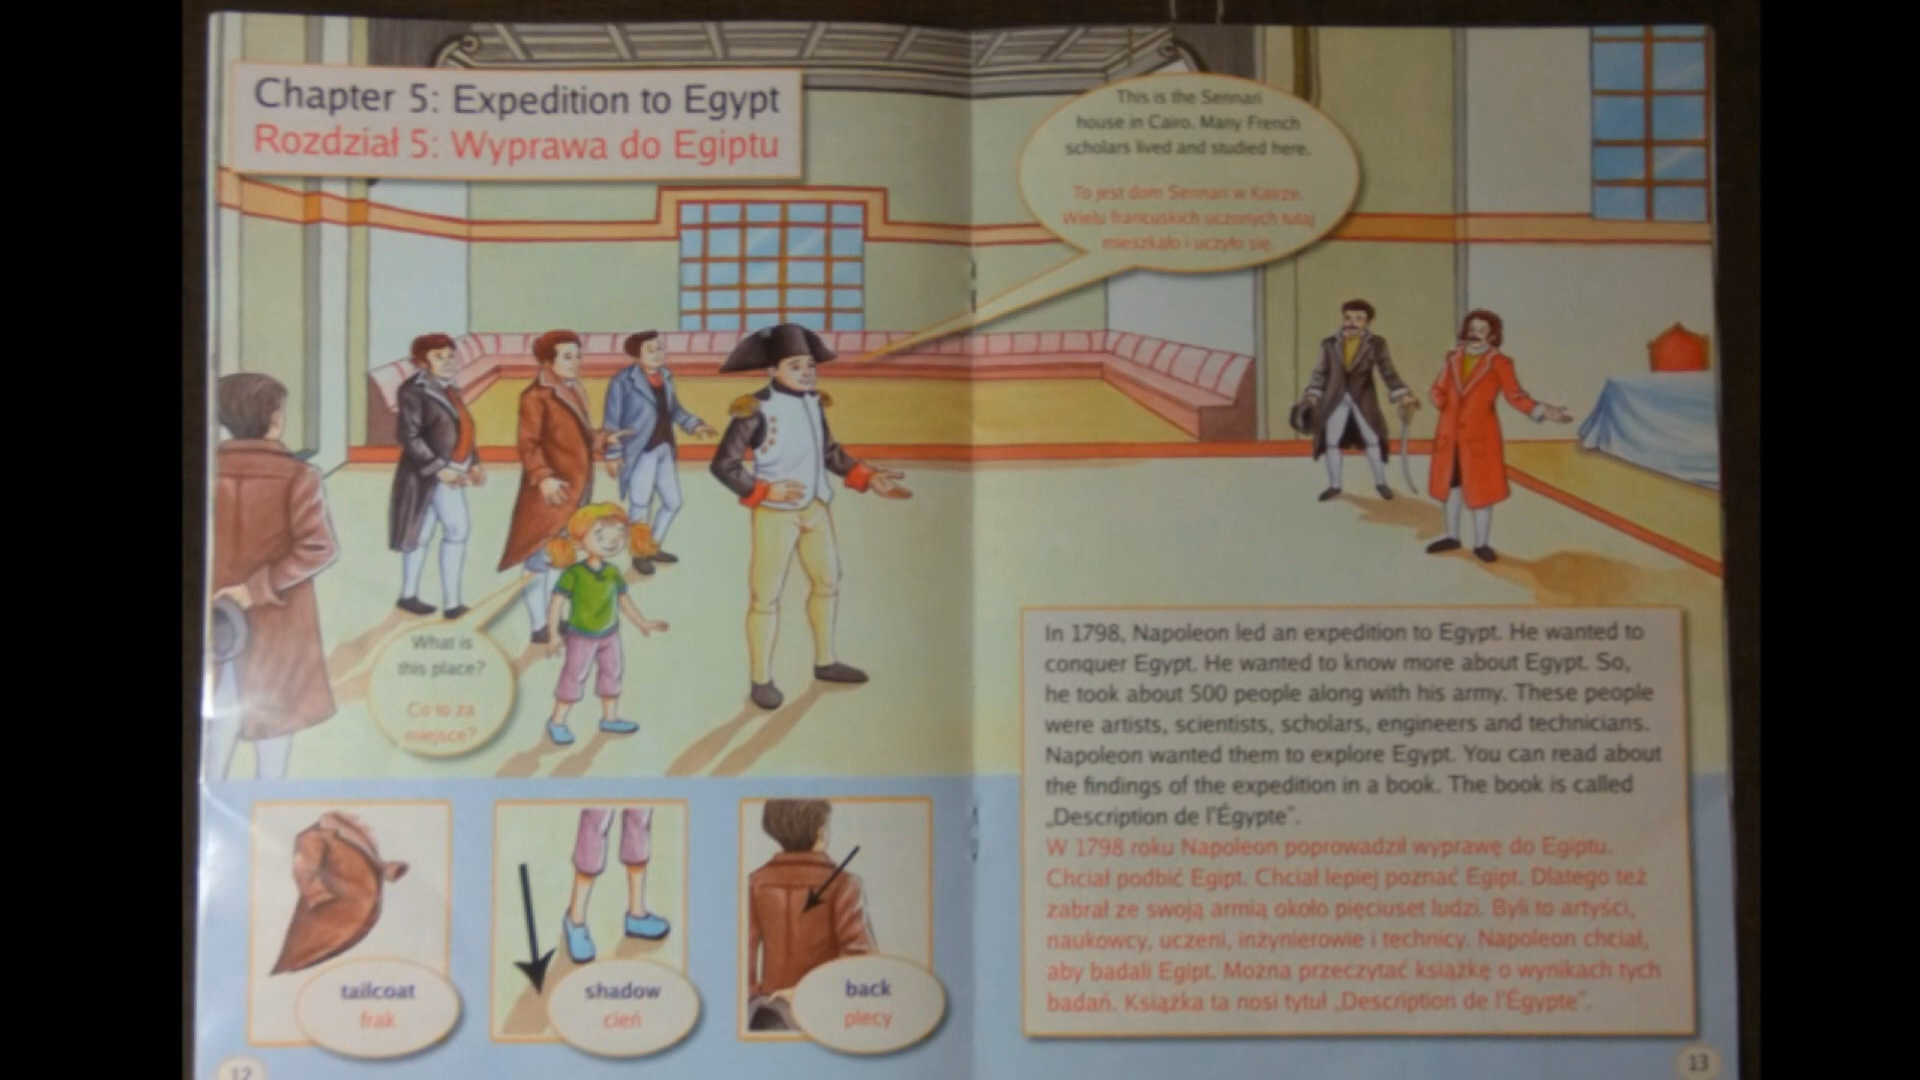 Chapter 5: Expedition to Egypt
Rozdział 5: Wyprawa do Egiptu
This is the Sennari
house in Cairo. Many French
scholars lived and studied here.
To jest dom Sennari w Kairze.
Wielu francuskich uczonych tutaj
mieszkało i uczyło się.
What is
this place?
Co to za
miejsce?
tailcoat
frak
shadow
cień
back
plecy
In 1798, Napoleon led an expedition to Egypt. He wanted to
conquer Egypt. He wanted to know more about Egypt. So,
he took about 500 people along with his army. These people
were artists, scientists, scholars, engineers and technicians.
Napoleon wanted them to explore Egypt. You can read about
the findings of the expedition in a book. The book is called
„Description de l'Égypte".
W 1798 roku Napoleon poprowadził wyprawę do Egiptu.
Chciał podbić Egipt. Chciał lepiej poznać Egipt. Dlatego też
zabrał ze swoją armią około pięciuset ludzi. Byli to artyści,
naukowcy, uczeni, inżynierowie i technicy. Napoleon chciał,
aby badali Egipt. Można przeczytać książkę o wynikach tych
badań. Książka ta nosi tytuł „Description de l'Égypte".
12
13